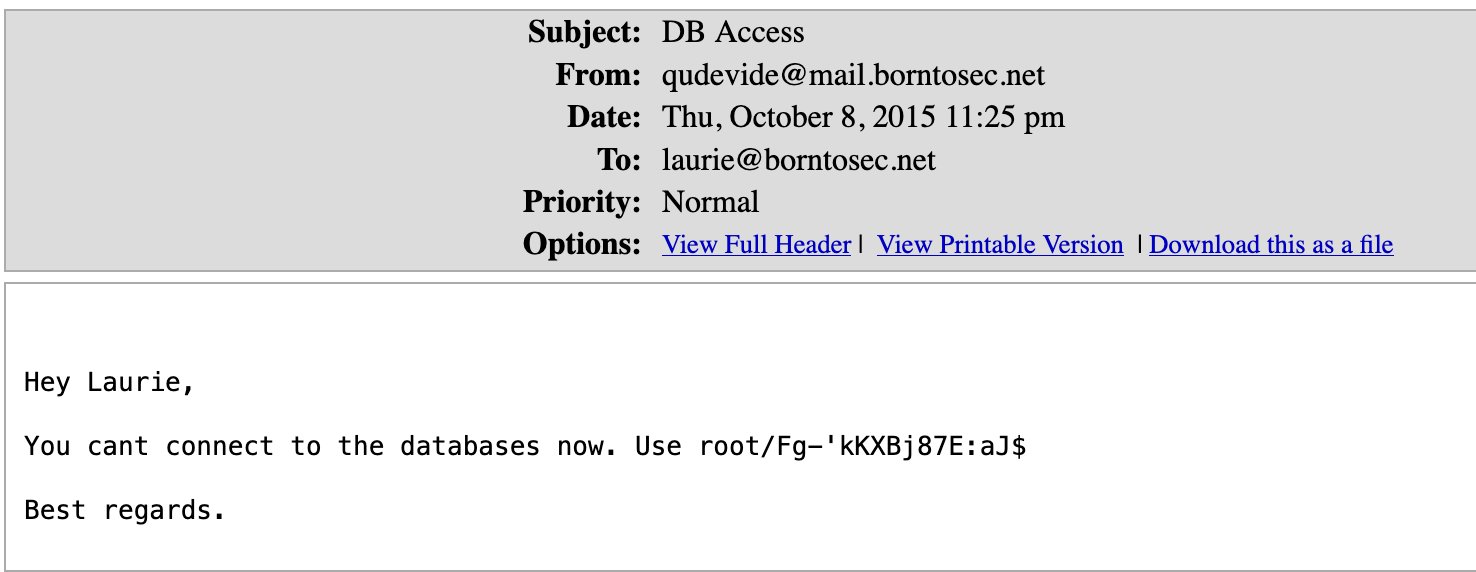 Subject: DB Access
From: qudevide@mail.borntosec.net
Date: Thu, October 8, 2015 11:25 pm
To: laurie@borntosec.net
Priority: Normal
Options: View Full Header | View Printable Version | Download this as a file
Hey Laurie,
You cant connect to the databases now. Use root/Fg-'kKXBj87E:aJ$
Best regards.